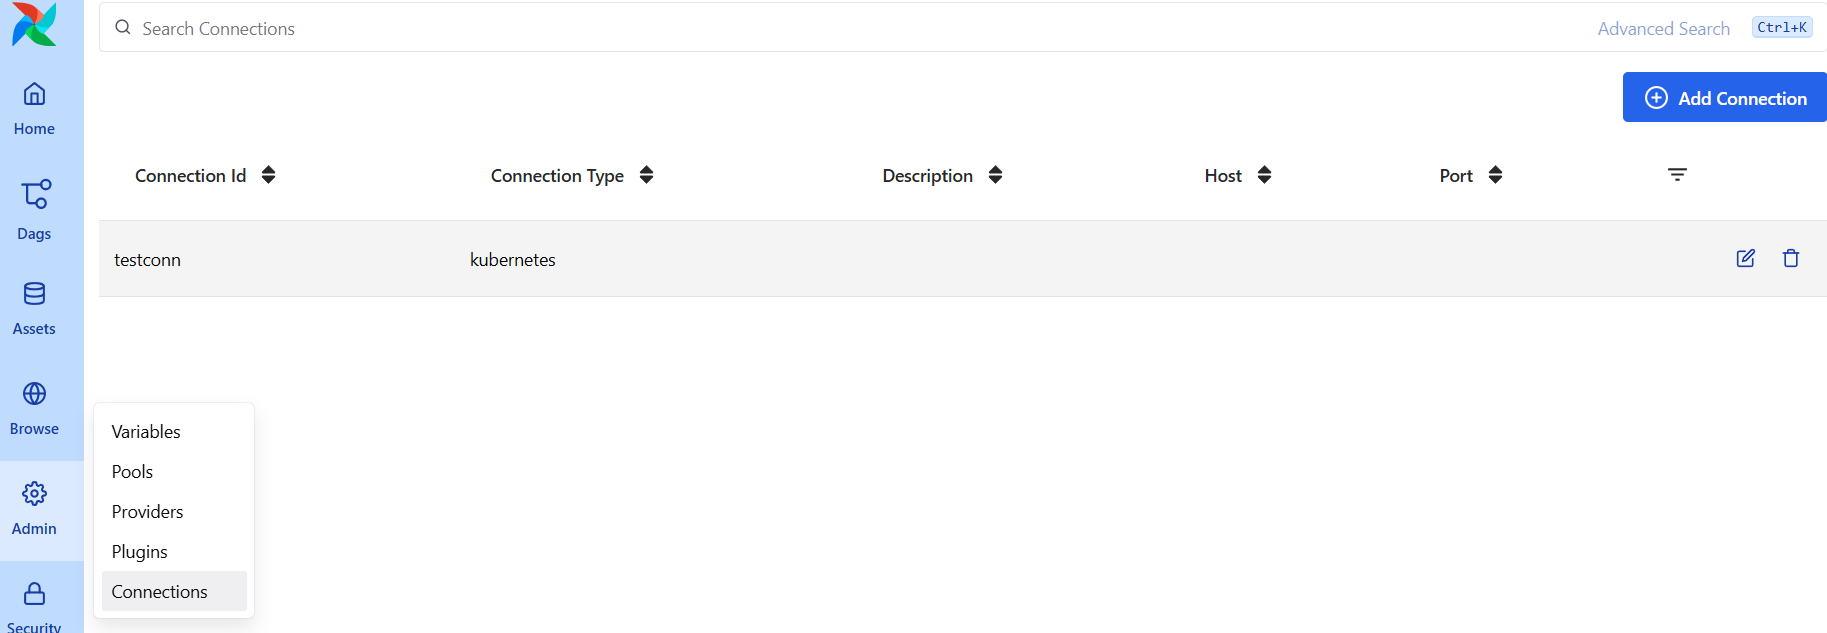 Search Connections Advanced Search Ctrl+K
Add Connection
Home
Dags
Assets
Browse
Admin
Security
Connection Id Connection Type Description Host Port
testconn kubernetes
Variables
Pools
Providers
Plugins
Connections